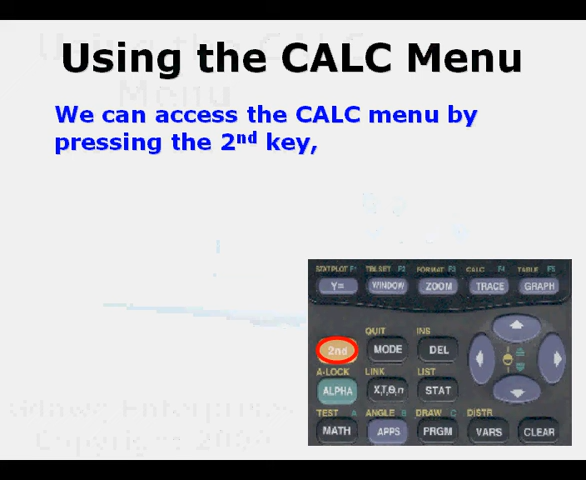 Using the CALC Menu
We can access the CALC menu by
pressing the 2nd key,
STAT PLOT F1 TBLSET F2 FORMAT F3 CALC F4 TABLE F5
Y= WINDOW ZOOM TRACE GRAPH
QUIT INS
2nd MODE DEL
A-LOCK LINK LIST
ALPHA X,T,θ,n STAT
TEST A ANGLE B DRAW C DISTR
MATH APPS PRGM VARS CLEAR
Enterprises
Copyright